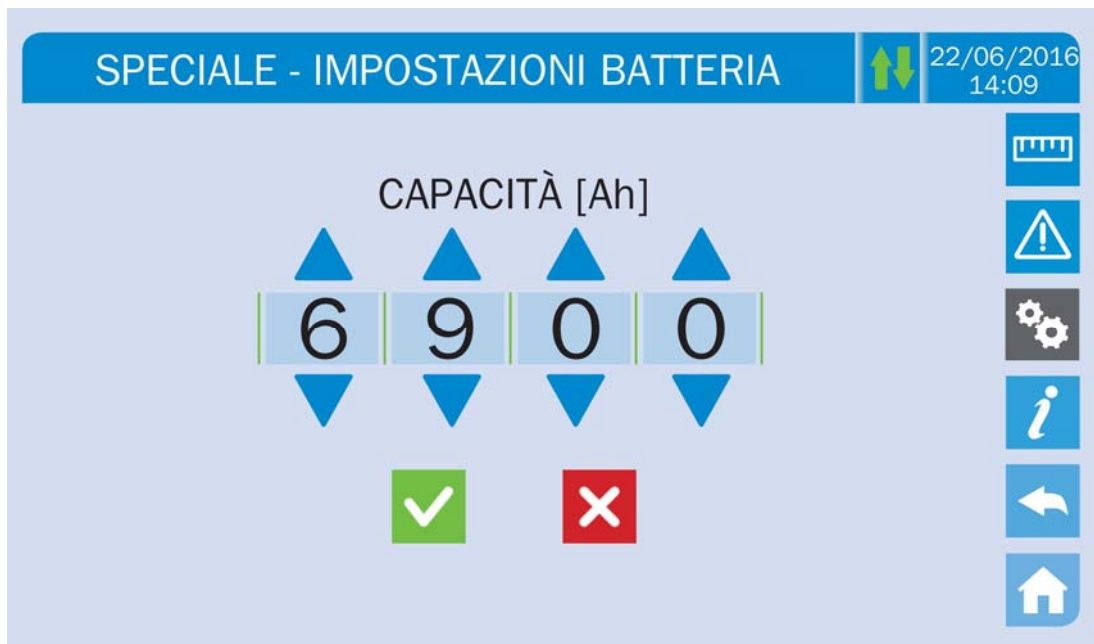 SPECIALE - IMPOSTAZIONI BATTERIA
22/06/2016
14:09
CAPACITÀ [Ah]
6 9 0 0
i